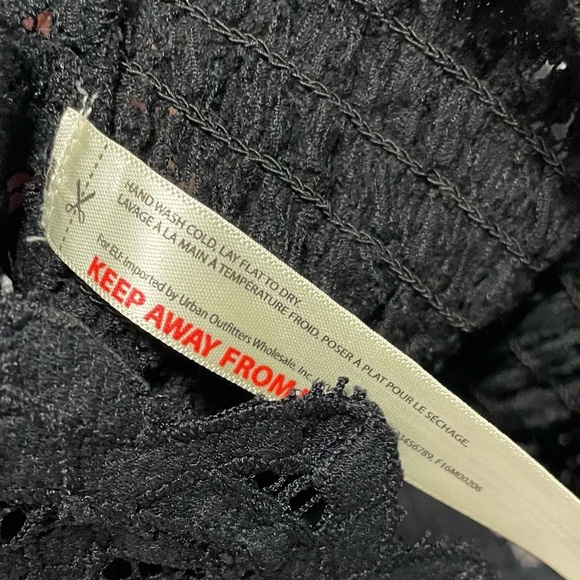 HAND WASH COLD, LAY FLAT TO DRY.
LAVAGE À LA MAIN À TEMPÉRATURE FROID, POSER À PLAT POUR LE SÉCHAGE.
For EU-Imported by Urban Outfitters Wholesale, Inc. 3456789, F16M00206
KEEP AWAY FROM